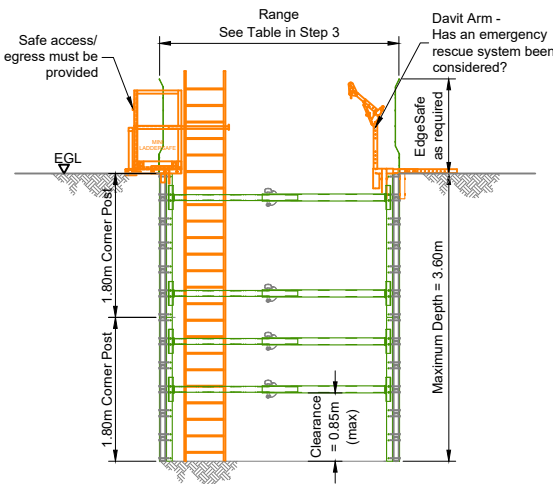 Range
See Table in Step 3
Safe access/
egress must be
provided
Davit Arm -
Has an emergency
rescue system been
considered?
EdgeSafe
as required
MINI
LADDERSAFE
EGL
1.80m Corner Post
1.80m Corner Post
Maximum Depth = 3.60m
Clearance
= 0.85m
(max)